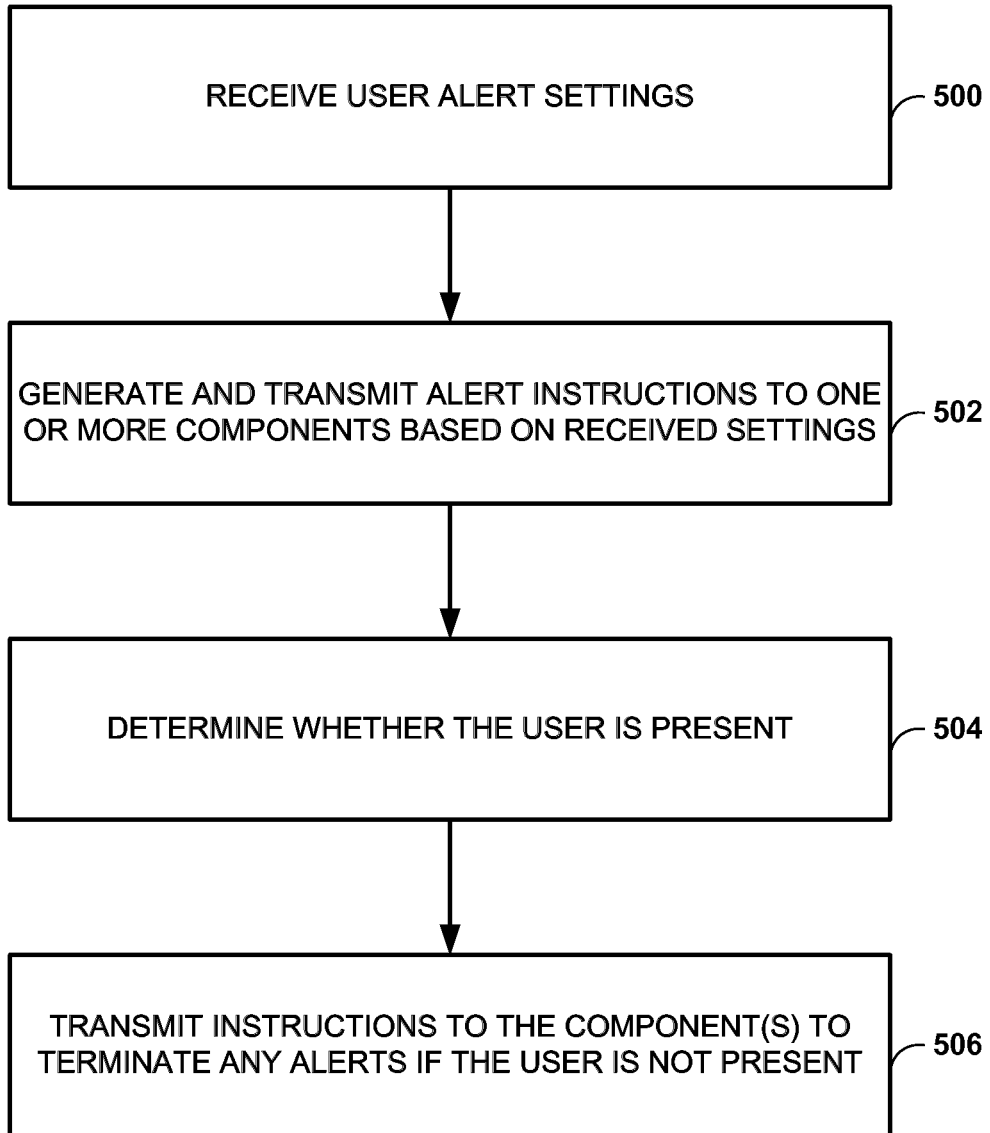 RECEIVE USER ALERT SETTINGS
500
GENERATE AND TRANSMIT ALERT INSTRUCTIONS TO ONE
OR MORE COMPONENTS BASED ON RECEIVED SETTINGS
502
DETERMINE WHETHER THE USER IS PRESENT
504
TRANSMIT INSTRUCTIONS TO THE COMPONENT(S) TO
TERMINATE ANY ALERTS IF THE USER IS NOT PRESENT
506